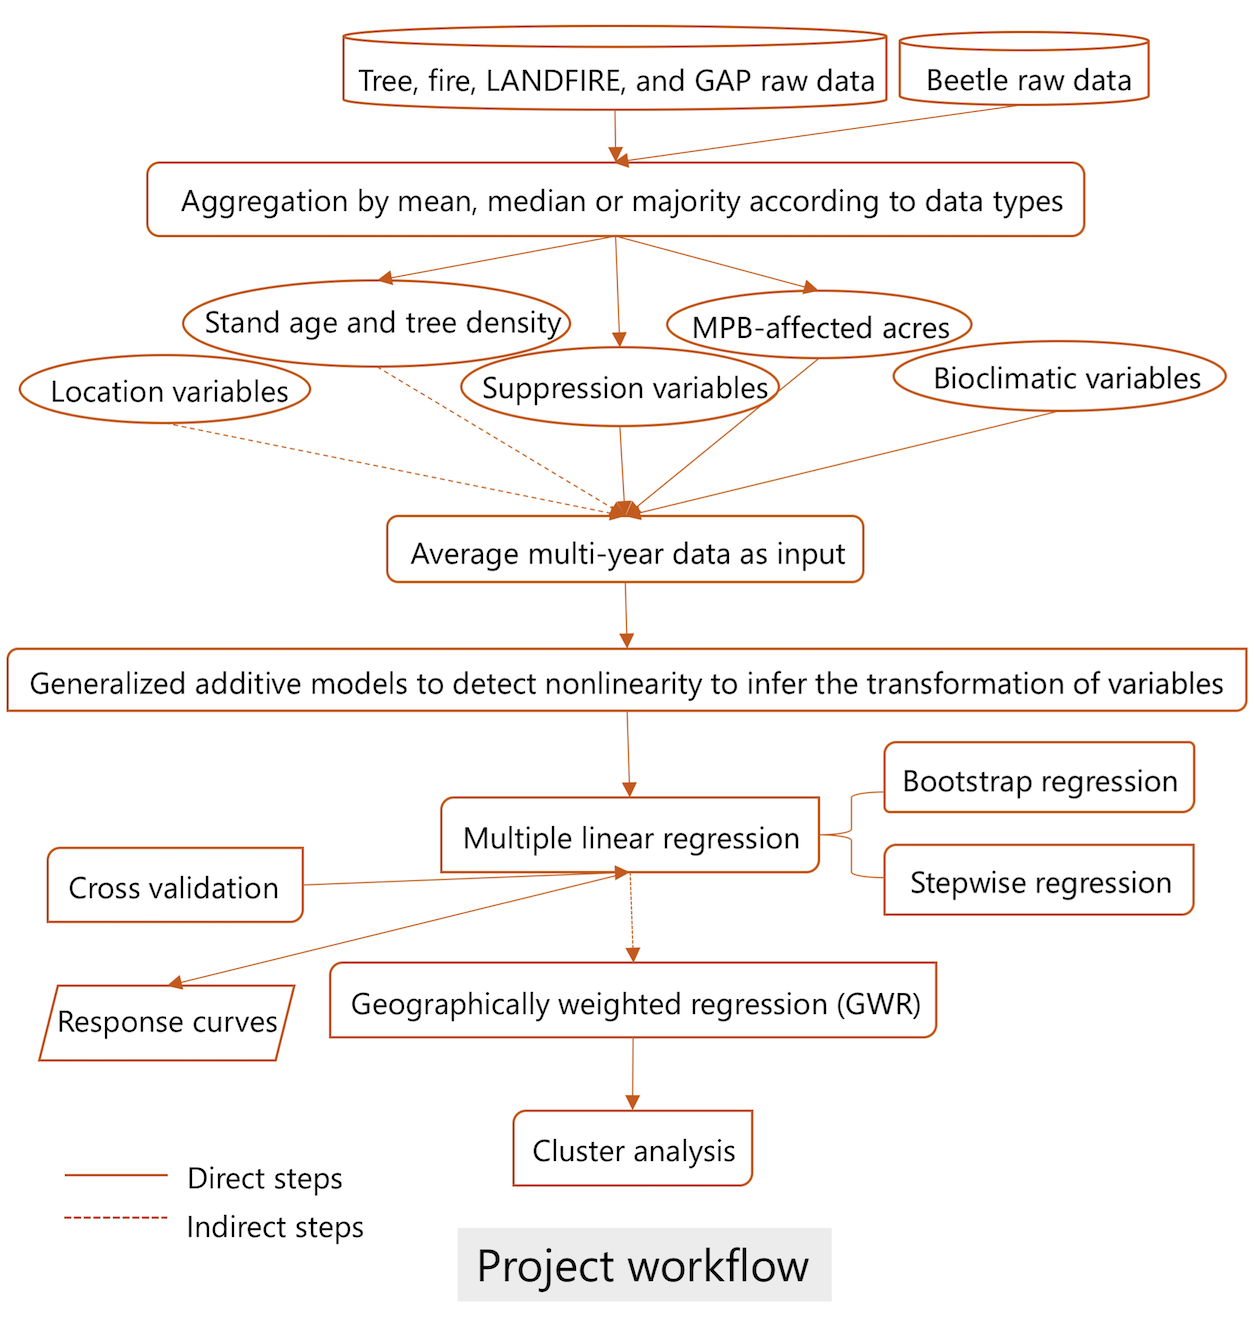 Tree, fire, LANDFIRE, and GAP raw data
Beetle raw data
Aggregation by mean, median or majority according to data types
Stand age and tree density
MPB-affected acres
Location variables
Suppression variables
Bioclimatic variables
Average multi-year data as input
Generalized additive models to detect nonlinearity to infer the transformation of variables
Bootstrap regression
Multiple linear regression
Cross validation
Stepwise regression
Response curves
Geographically weighted regression (GWR)
Cluster analysis
Direct steps
Indirect steps
Project workflow